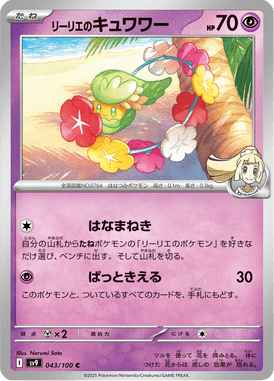 たね
リーリエのキュワワー
HP70
全国図鑑NO.0764 はなつみポケモン 高さ:0.1m 重さ:0.3kg
はなまねき
自分の山札からたねポケモンの「リーリエのポケモン」を好きな
だけ選び、ベンチに出す。そして山札を切る。
ぱっときえる 30
このポケモンと、ついているすべてのカードを、手札にもどす。
弱点 ×2 抵抗力 にげる
Illus. Narumi Sato
sv9 043/100 C
©2025 Pokémon/Nintendo/Creatures/GAME FREAK.